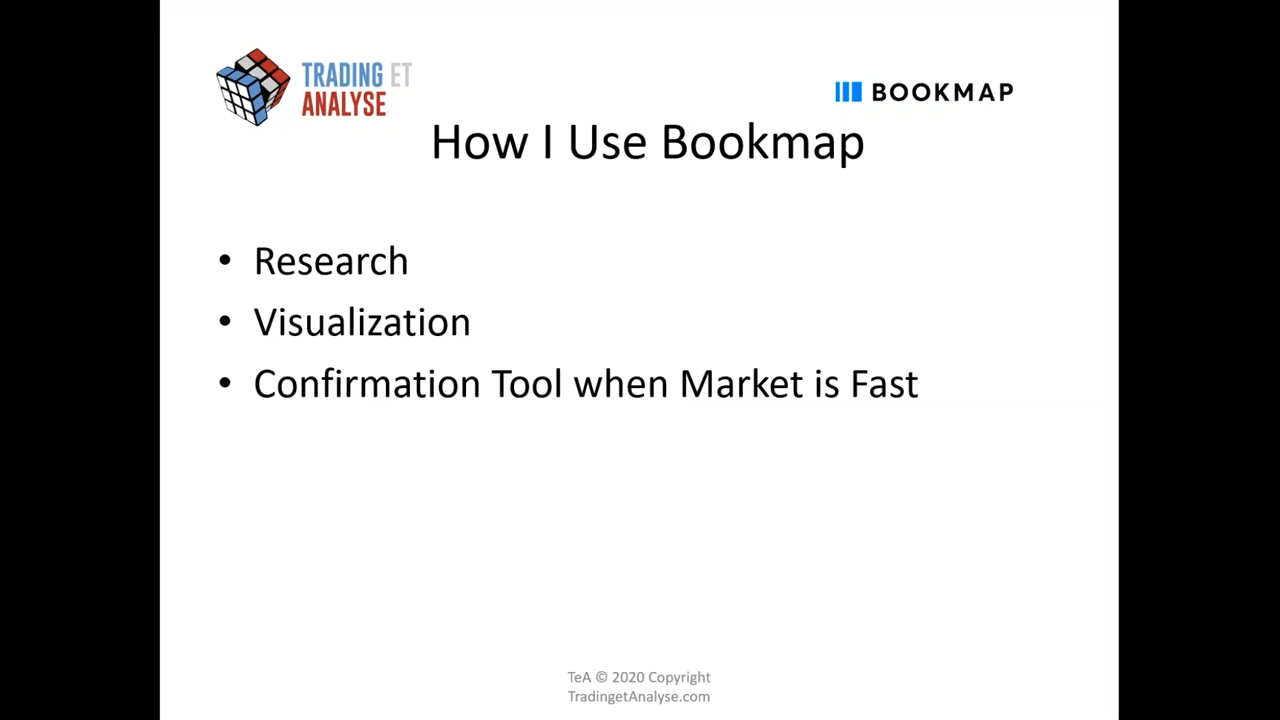 TRADING ET
ANALYSE
BOOKMAP
How I Use Bookmap
• Research
• Visualization
• Confirmation Tool when Market is Fast
TeA © 2020 Copyright
TradingetAnalyse.com